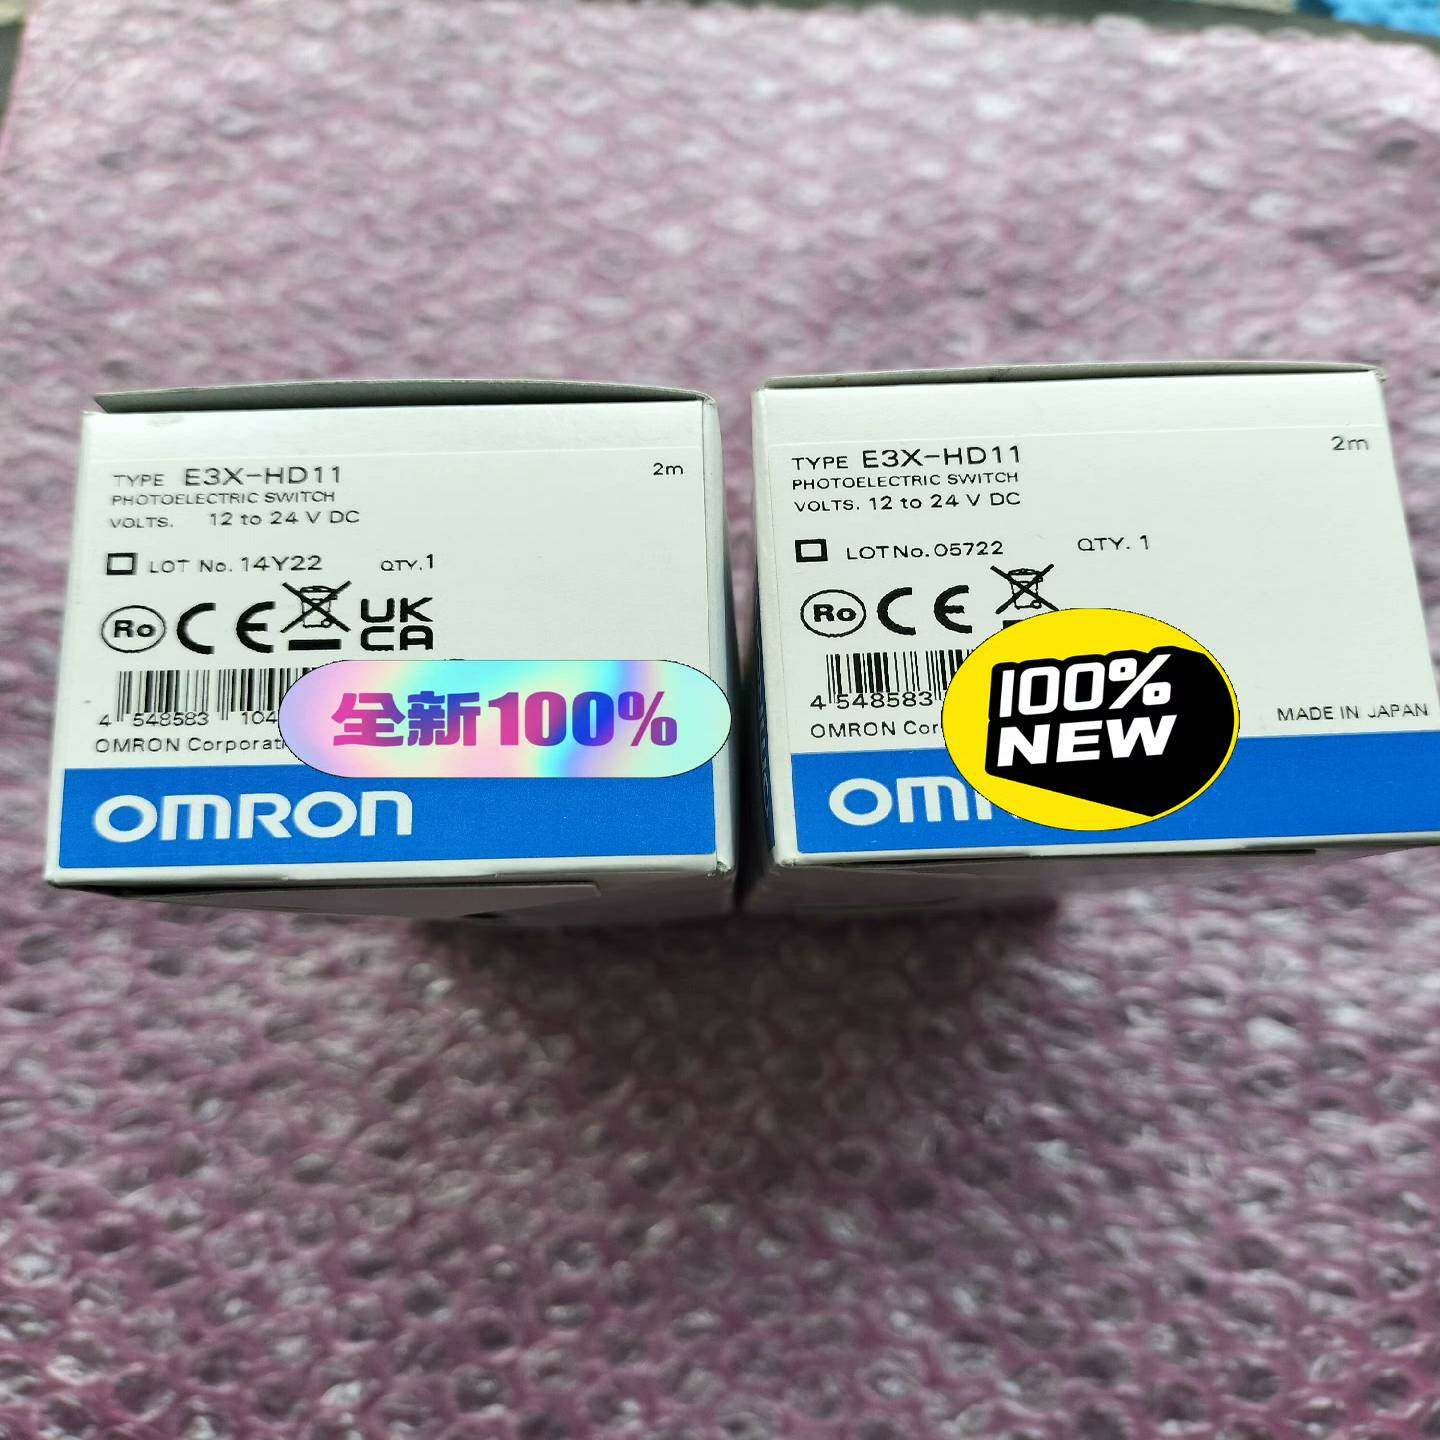 TYPE E3X-HD11
2m
PHOTOELECTRIC SWITCH
VOLTS. 12 to 24 V DC
LOT No. 14Y22 QTY. 1
Ro CE UK CA
4 548583 104
OMRON Corporati
全新100%
OMRON
TYPE E3X-HD11
2m
PHOTOELECTRIC SWITCH
VOLTS. 12 to 24 V DC
LOT No. 05722 QTY. 1
Ro CE
4 548583
OMRON Cor
MADE IN JAPAN
100%
NEW
OM